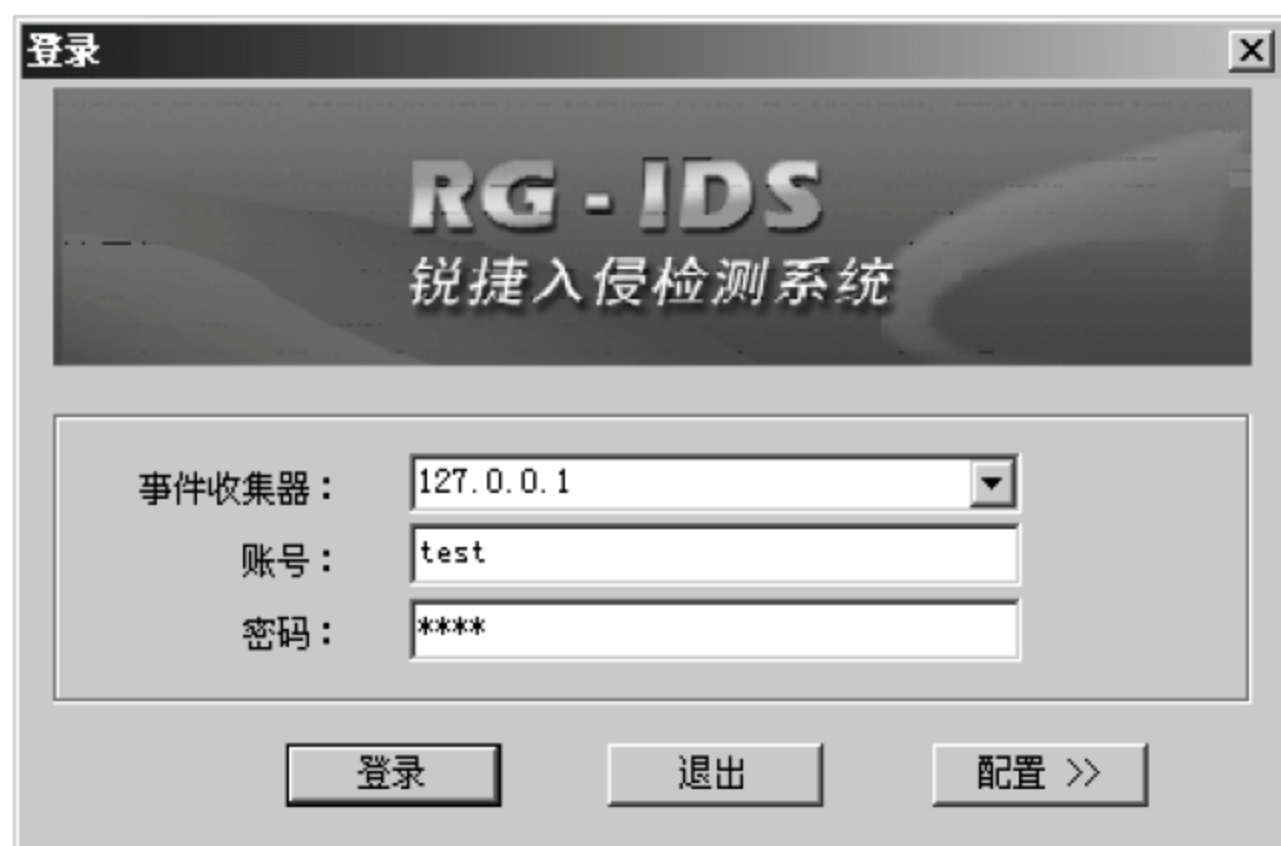 登录
RG-IDS
锐捷入侵检测系统
事件收集器：
127.0.0.1
账号：
test
密码：
****
登录
退出
配置 >>